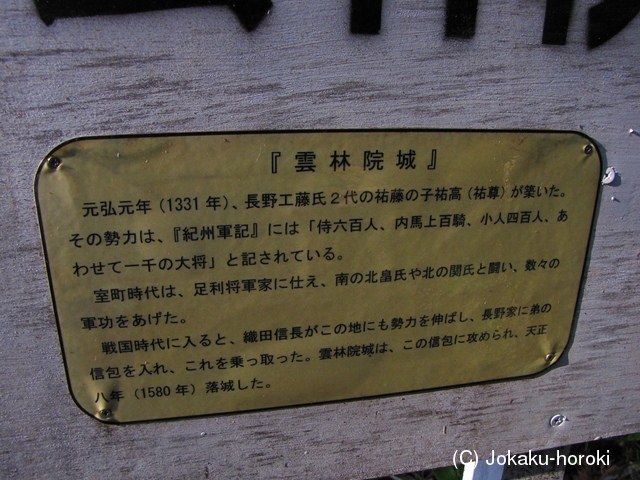 『雲林院城』
元弘元年（1331年）、長野工藤氏２代の祐藤の子祐高（祐尊）が築いた。
その勢力は、『紀州軍記』には「侍六百人、内馬上百騎、小人四百人、あ
わせて一千の大将」と記されている。
室町時代は、足利将軍家に仕え、南の北畠氏や北の関氏と闘い、数々の
軍功をあげた。
戦国時代に入ると、織田信長がこの地にも勢力を伸ばし、長野家に弟の
信包を入れ、これを乗っ取った。雲林院城は、この信包に攻められ、天正
八年（1580年）落城した。
(C) Jokaku-horoki